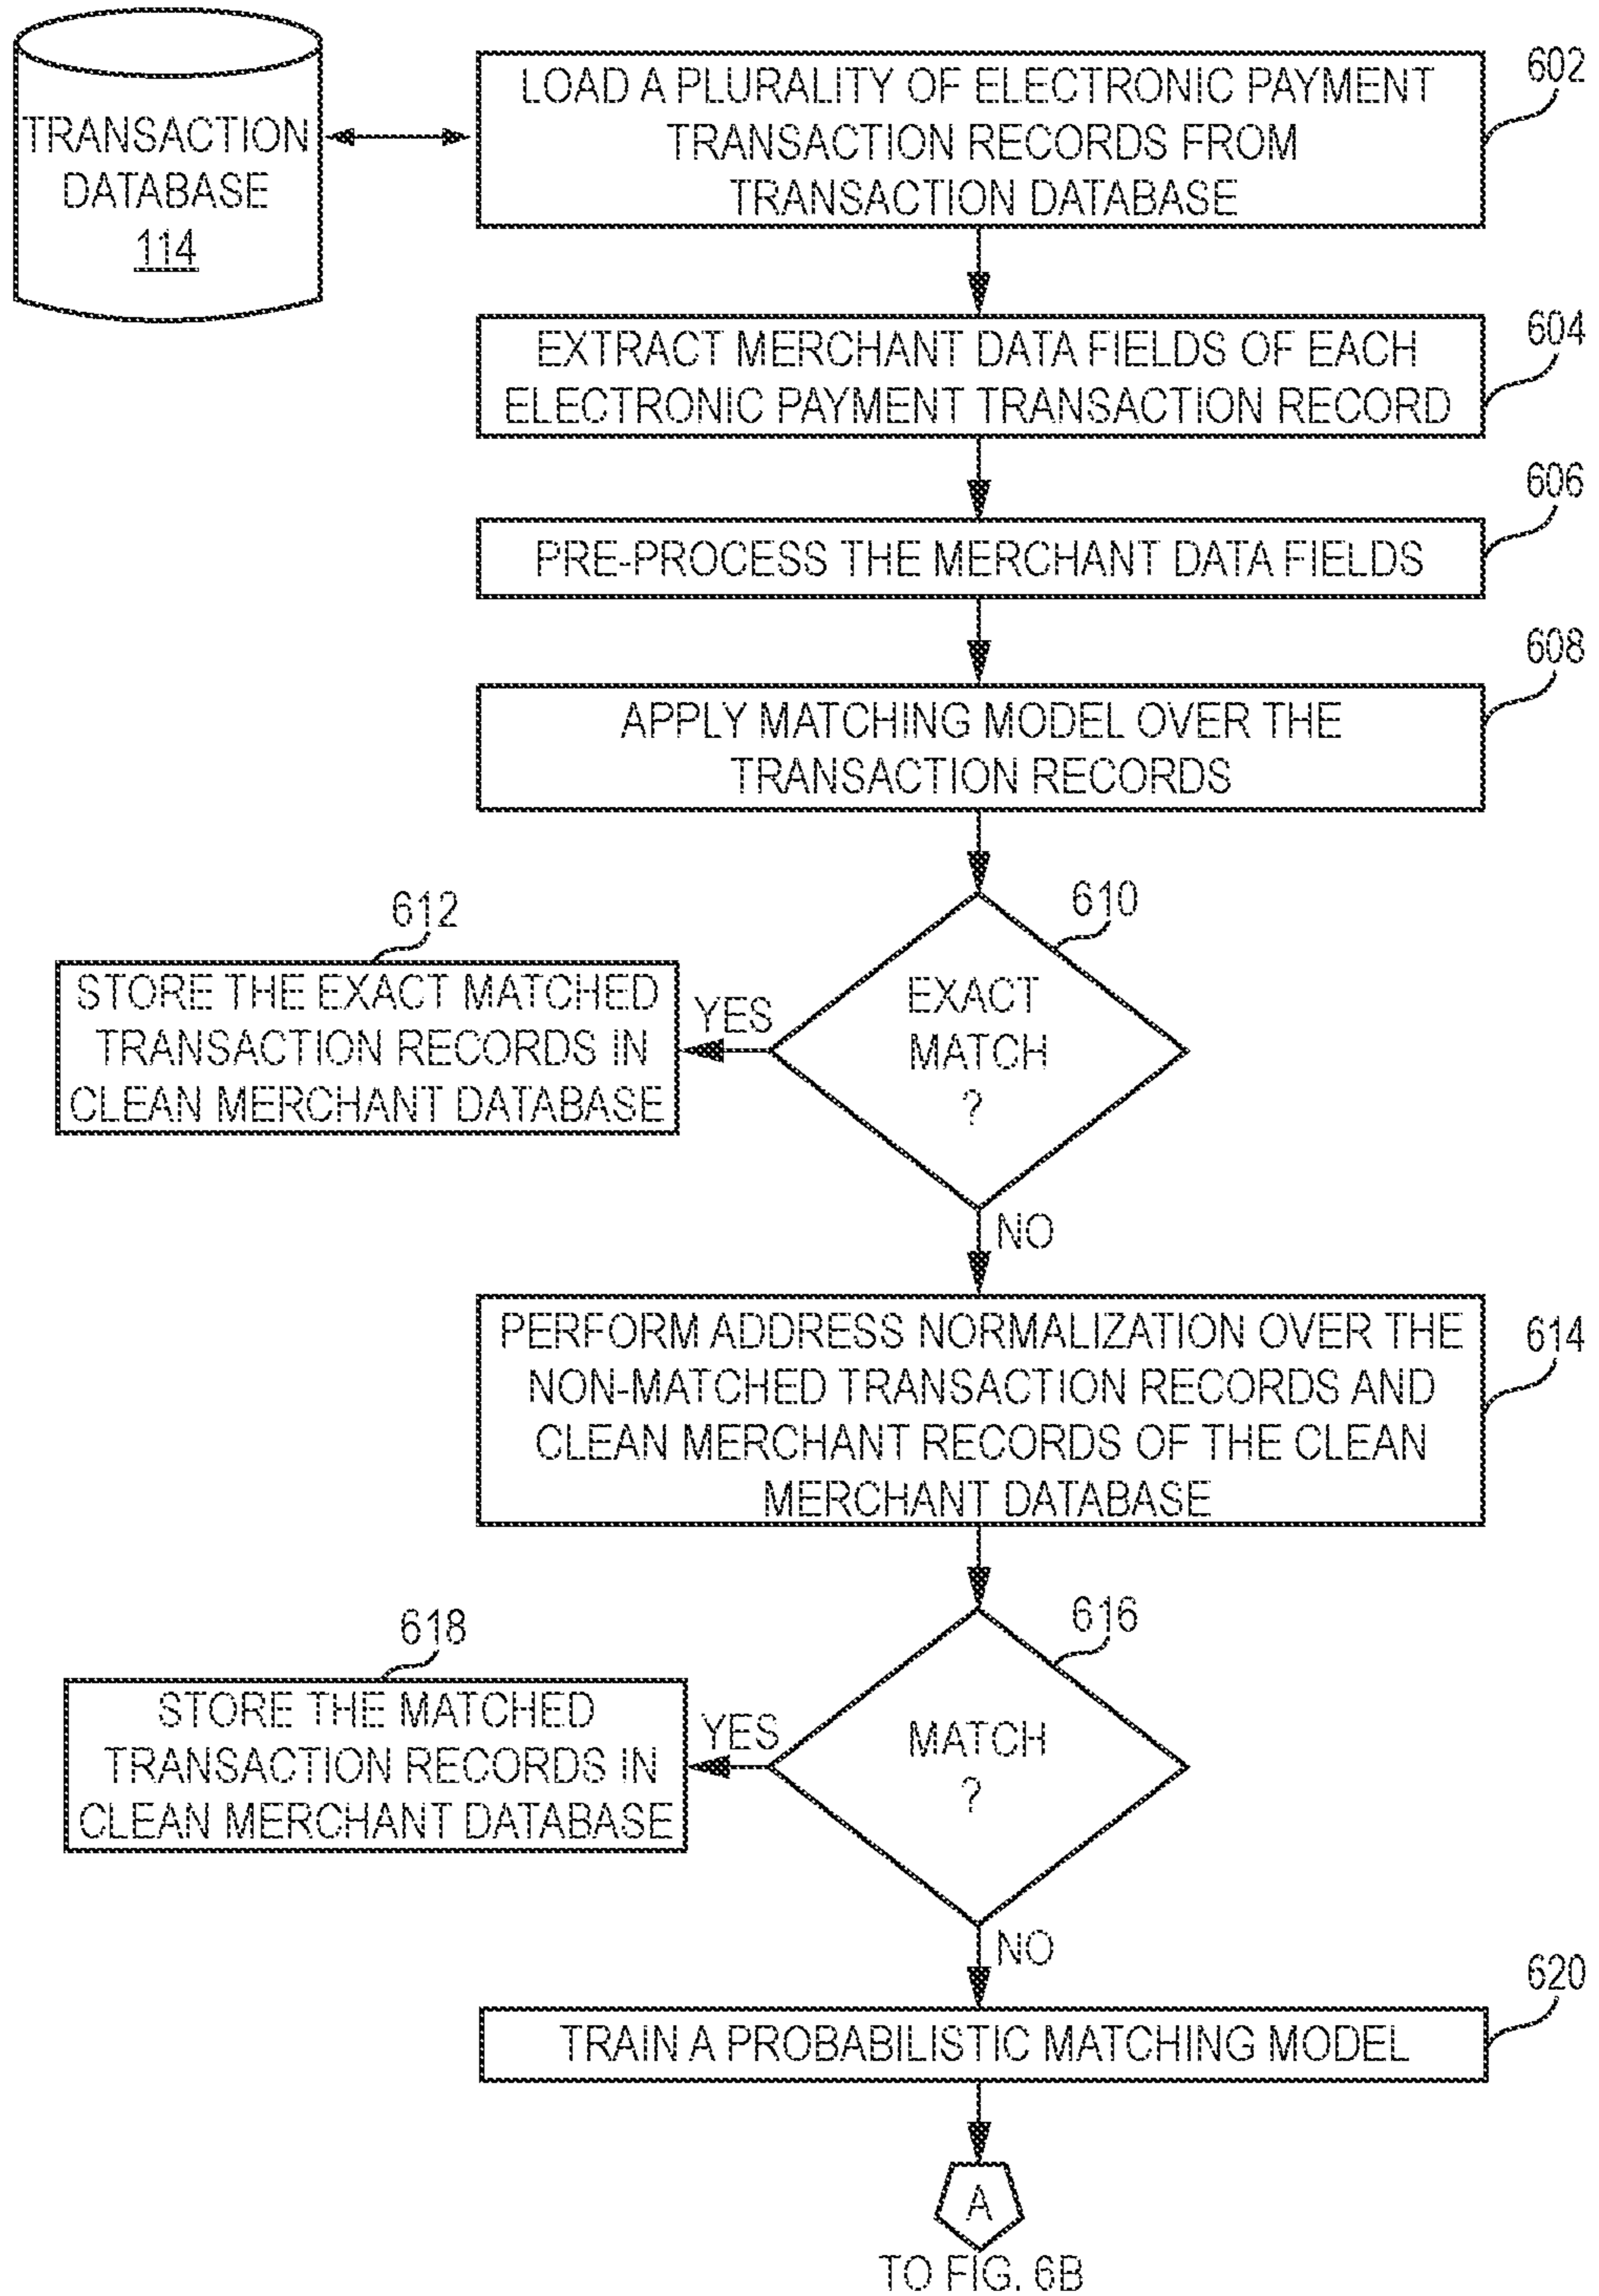 TRANSACTION
DATABASE
114
LOAD A PLURALITY OF ELECTRONIC PAYMENT
TRANSACTION RECORDS FROM
TRANSACTION DATABASE
602
EXTRACT MERCHANT DATA FIELDS OF EACH
ELECTRONIC PAYMENT TRANSACTION RECORD
604
PRE-PROCESS THE MERCHANT DATA FIELDS
606
APPLY MATCHING MODEL OVER THE
TRANSACTION RECORDS
608
EXACT
MATCH
?
610
YES
612
STORE THE EXACT MATCHED
TRANSACTION RECORDS IN
CLEAN MERCHANT DATABASE
NO
PERFORM ADDRESS NORMALIZATION OVER THE
NON-MATCHED TRANSACTION RECORDS AND
CLEAN MERCHANT RECORDS OF THE CLEAN
MERCHANT DATABASE
614
MATCH
?
616
YES
618
STORE THE MATCHED
TRANSACTION RECORDS IN
CLEAN MERCHANT DATABASE
NO
TRAIN A PROBABILISTIC MATCHING MODEL
620
A
TO FIG. 6B